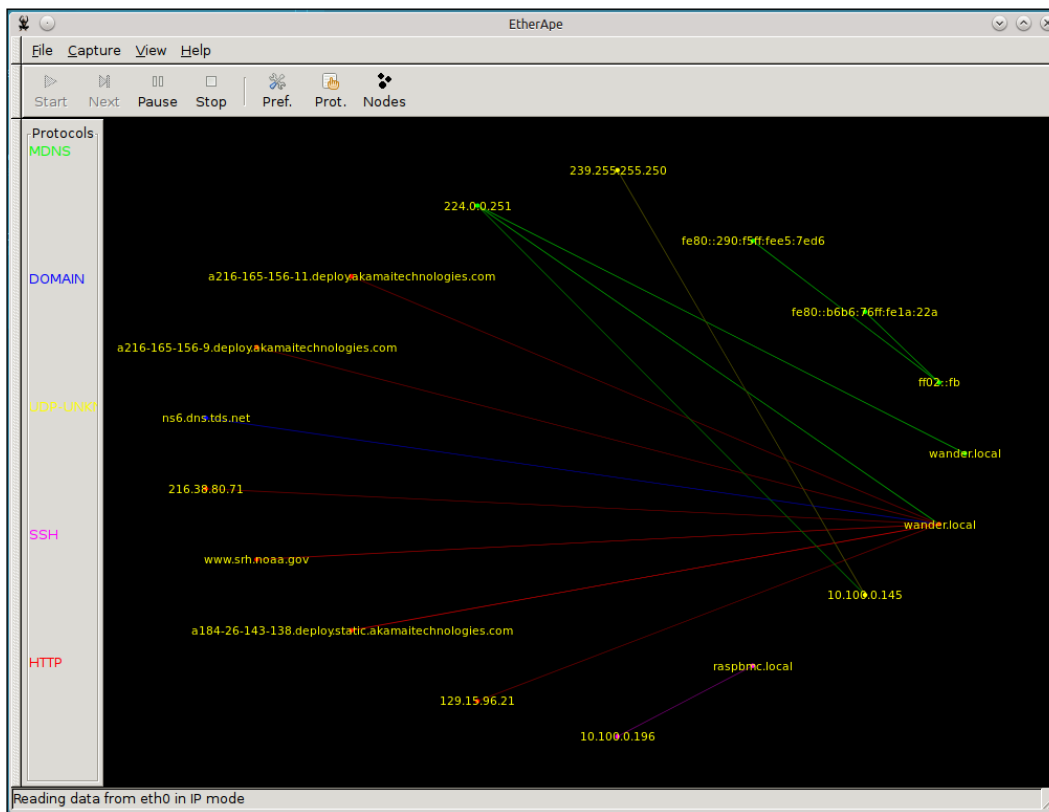 EtherApe
File Capture View Help
Start Next Pause Stop Pref. Prot. Nodes
Protocols
MDNS
DOMAIN
UDP-UNKN
SSH
HTTP
239.255.255.250
224.0.0.251
fe80::290:f5ff:fee5:7ed6
a216-165-156-11.deploy.akamaitechnologies.com
fe80::b6b6:76ff:fe1a:22a
a216-165-156-9.deploy.akamaitechnologies.com
ff02::fb
ns6.dns.tds.net
wander.local
216.38.80.71
wander.local
www.srh.noaa.gov
10.100.0.145
a184-26-143-138.deploy.static.akamaitechnologies.com
raspbmc.local
129.15.96.21
10.100.0.196
Reading data from eth0 in IP mode